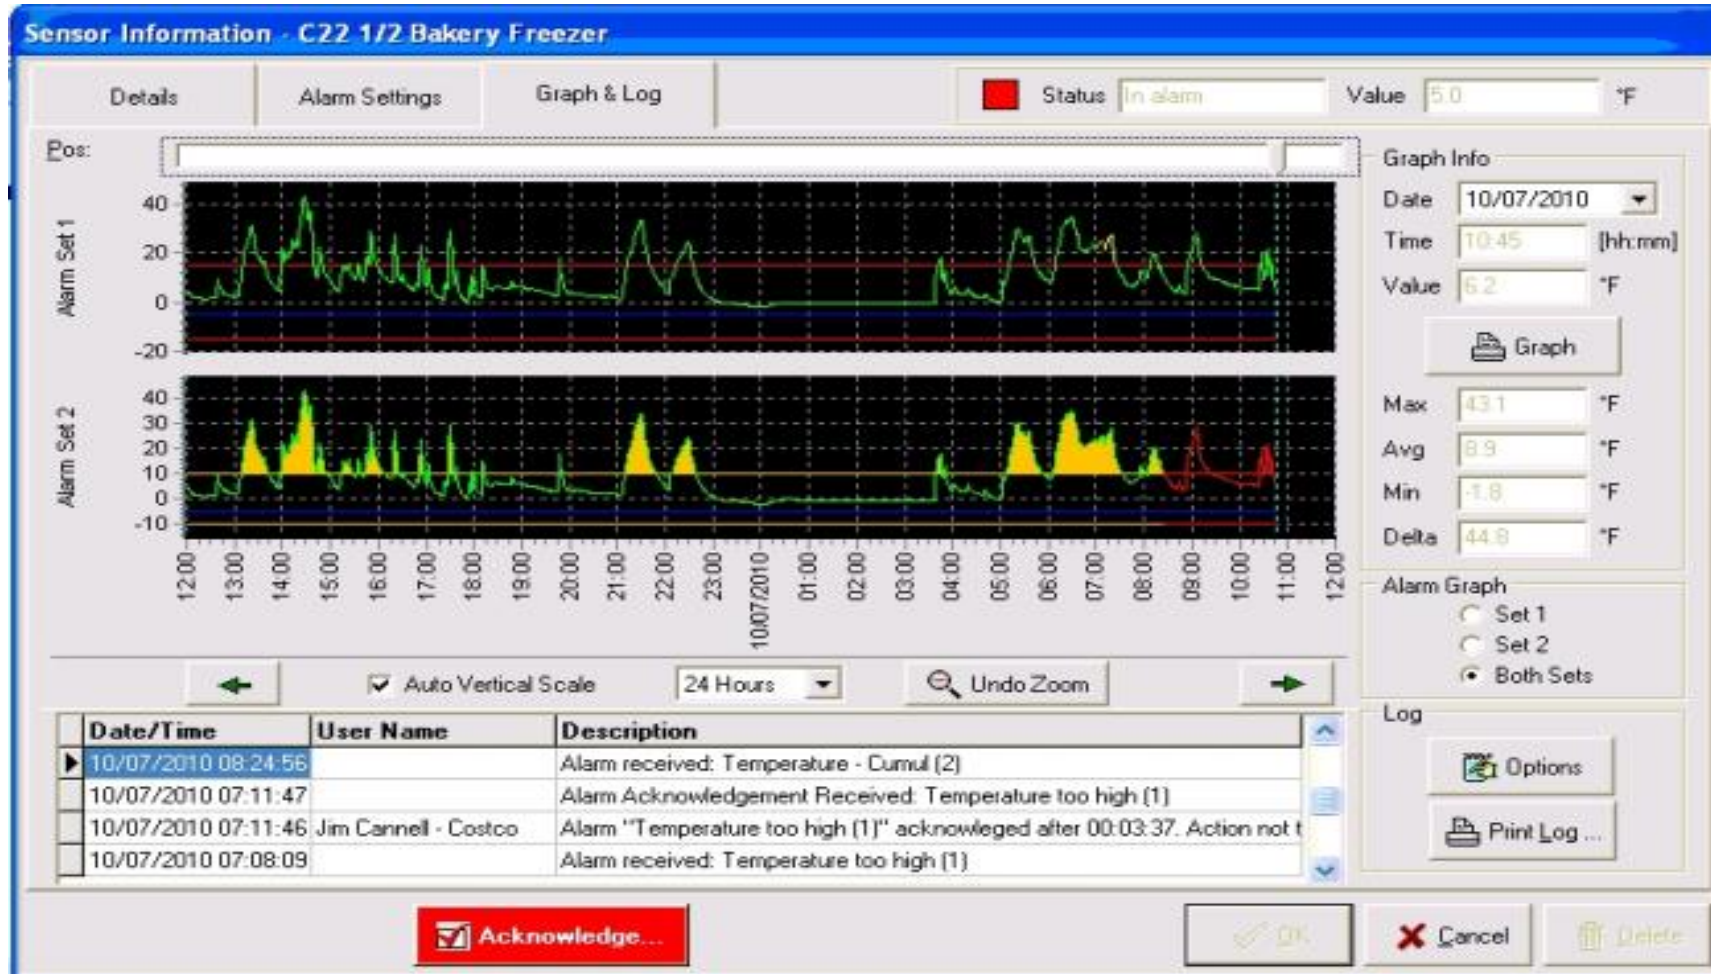 Sensor Information - C22 1/2 Bakery Freezer
Details Alarm Settings Graph & Log Status In alarm Value 5.0 °F
Pos:
Graph Info
Date 10/07/2010
Time 10:45 [hh:mm]
Value 6.2 °F
Graph
Max 43.1 °F
Avg 8.9 °F
Min -1.8 °F
Delta 44.8 °F
Alarm Set 1
40
20
0
-20
Alarm Set 2
40
30
20
10
0
-10
12:00 13:00 14:00 15:00 16:00 17:00 18:00 19:00 20:00 21:00 22:00 23:00 10/07/2010 01:00 02:00 03:00 04:00 05:00 06:00 07:00 08:00 09:00 10:00 11:00 12:00
Alarm Graph
Set 1
Set 2
Both Sets
Auto Vertical Scale 24 Hours Undo Zoom
Date/Time User Name Description
10/07/2010 08:24:56 Alarm received: Temperature - Cumul (2)
10/07/2010 07:11:47 Alarm Acknowledgement Received: Temperature too high (1)
10/07/2010 07:11:46 Jim Cannell - Costco Alarm "Temperature too high (1)" acknowleged after 00:03:37. Action not t
10/07/2010 07:08:09 Alarm received: Temperature too high (1)
Log
Options
Print Log ...
Acknowledge... OK Cancel Delete